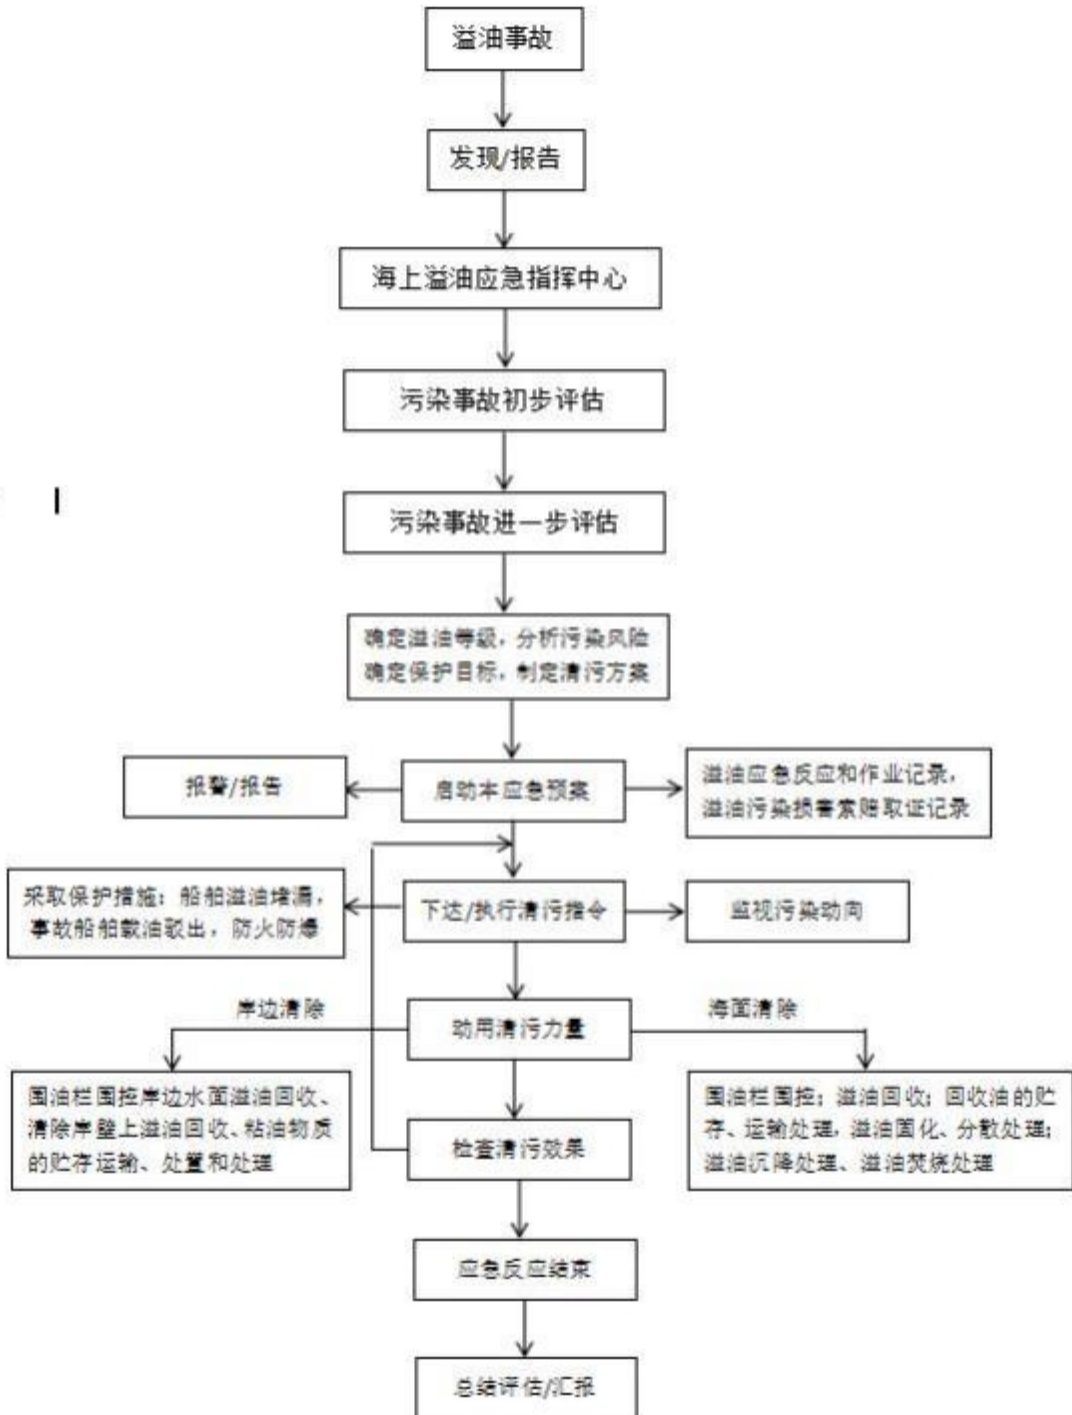 溢油事故
发现/报告
海上溢油应急指挥中心
污染事故初步评估
污染事故进一步评估
确定溢油等级，分析污染风险
确定保护目标，制定清污方案
报警/报告
启动本应急预案
溢油应急反应和作业记录，
溢油污染损害索赔取证记录
采取保护措施：船舶溢油堵漏，
事故船舶载油驳出，防火防爆
下达/执行清污指令
监视污染动向
岸边清除
动用清污力量
海面清除
围油栏围控岸边水面溢油回收、
清除岸壁上溢油回收、粘油物质
的贮存运输、处置和处理
检查清污效果
围油栏围控；溢油回收；回收油的贮
存、运输处理，溢油固化、分散处理；
溢油沉降处理、溢油焚烧处理
应急反应结束
总结评估/汇报